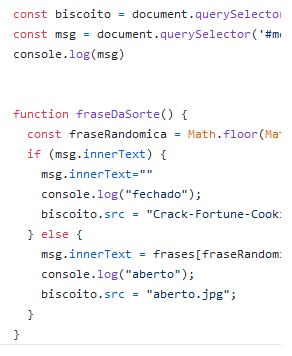 const biscoito = document.querySelector
const msg = document.querySelector('#m
console.log(msg)
function fraseDaSorte() {
const fraseRandomica = Math.floor(Ma
if (msg.innerText) {
msg.innerText=""
console.log("fechado");
biscoito.src = "Crack-Fortune-Cook
} else {
msg.innerText = frases[fraseRandom
console.log("aberto");
biscoito.src = "aberto.jpg";
}
}